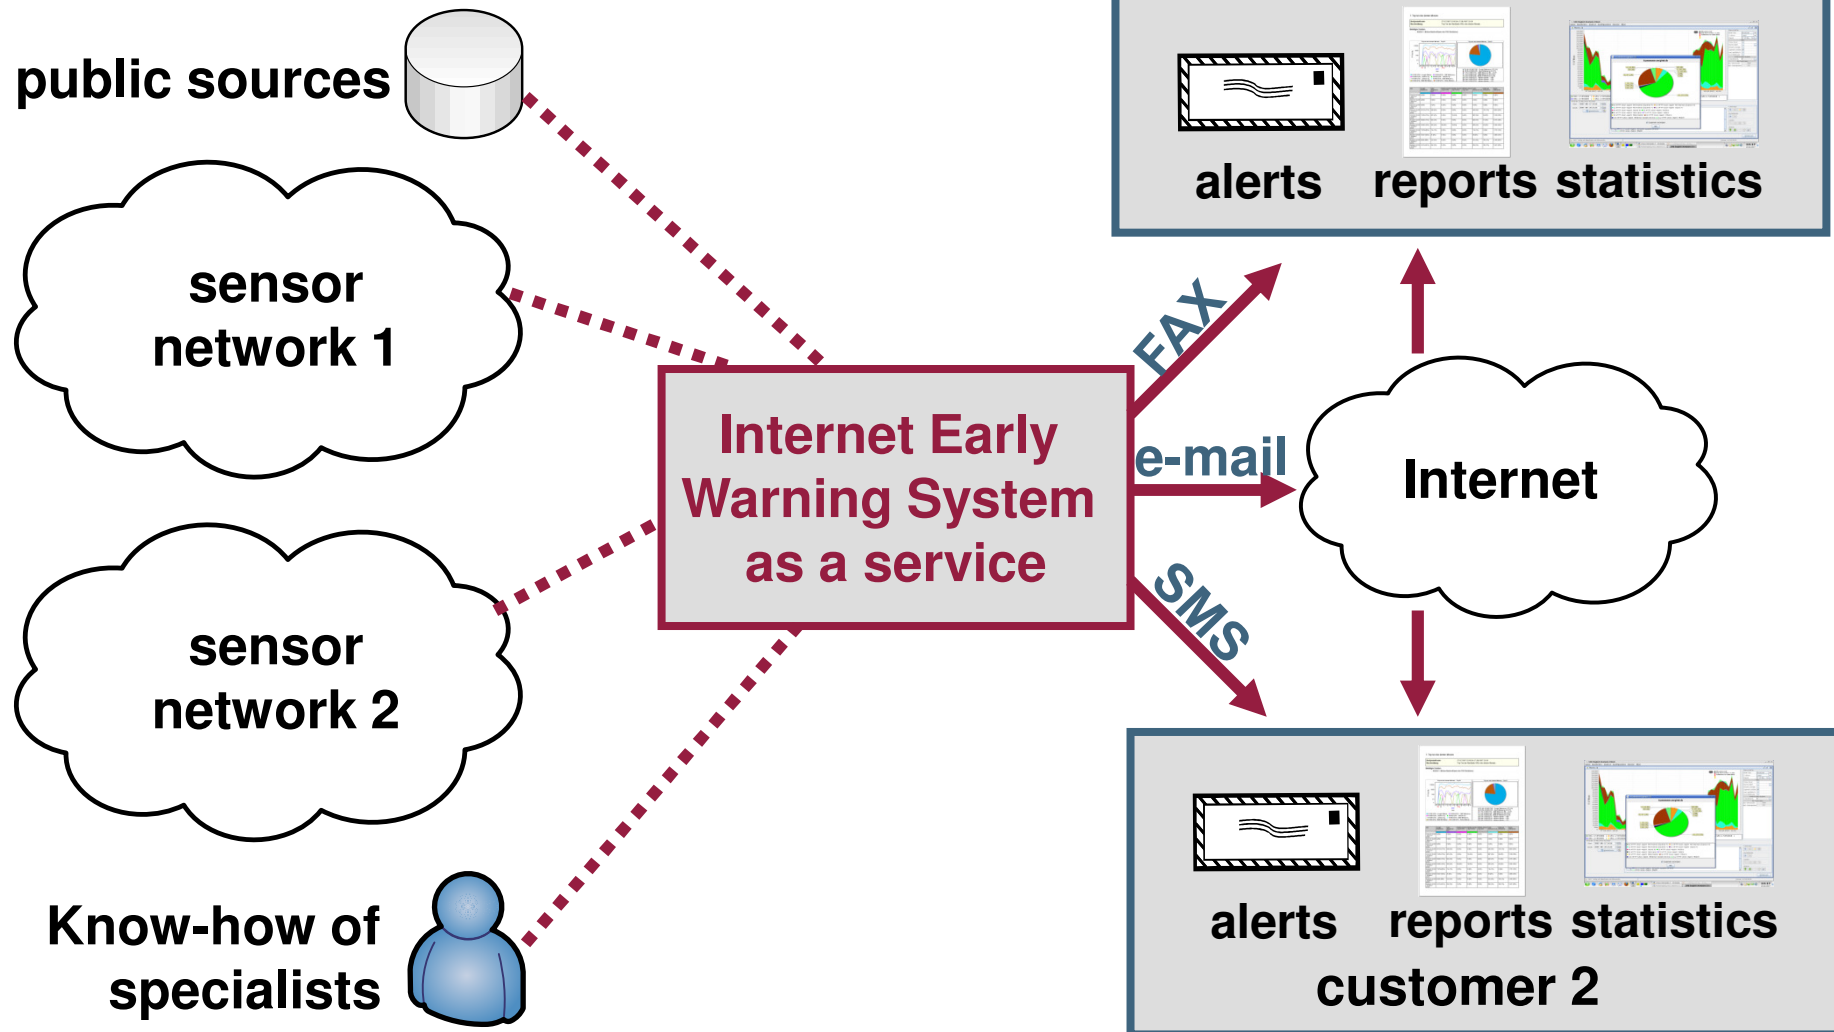 public sources
sensor
network 1
sensor
network 2
Know-how of
specialists
Internet Early
Warning System
as a service
FAX
e-mail
SMS
Internet
alerts reports statistics
alerts reports statistics
customer 2